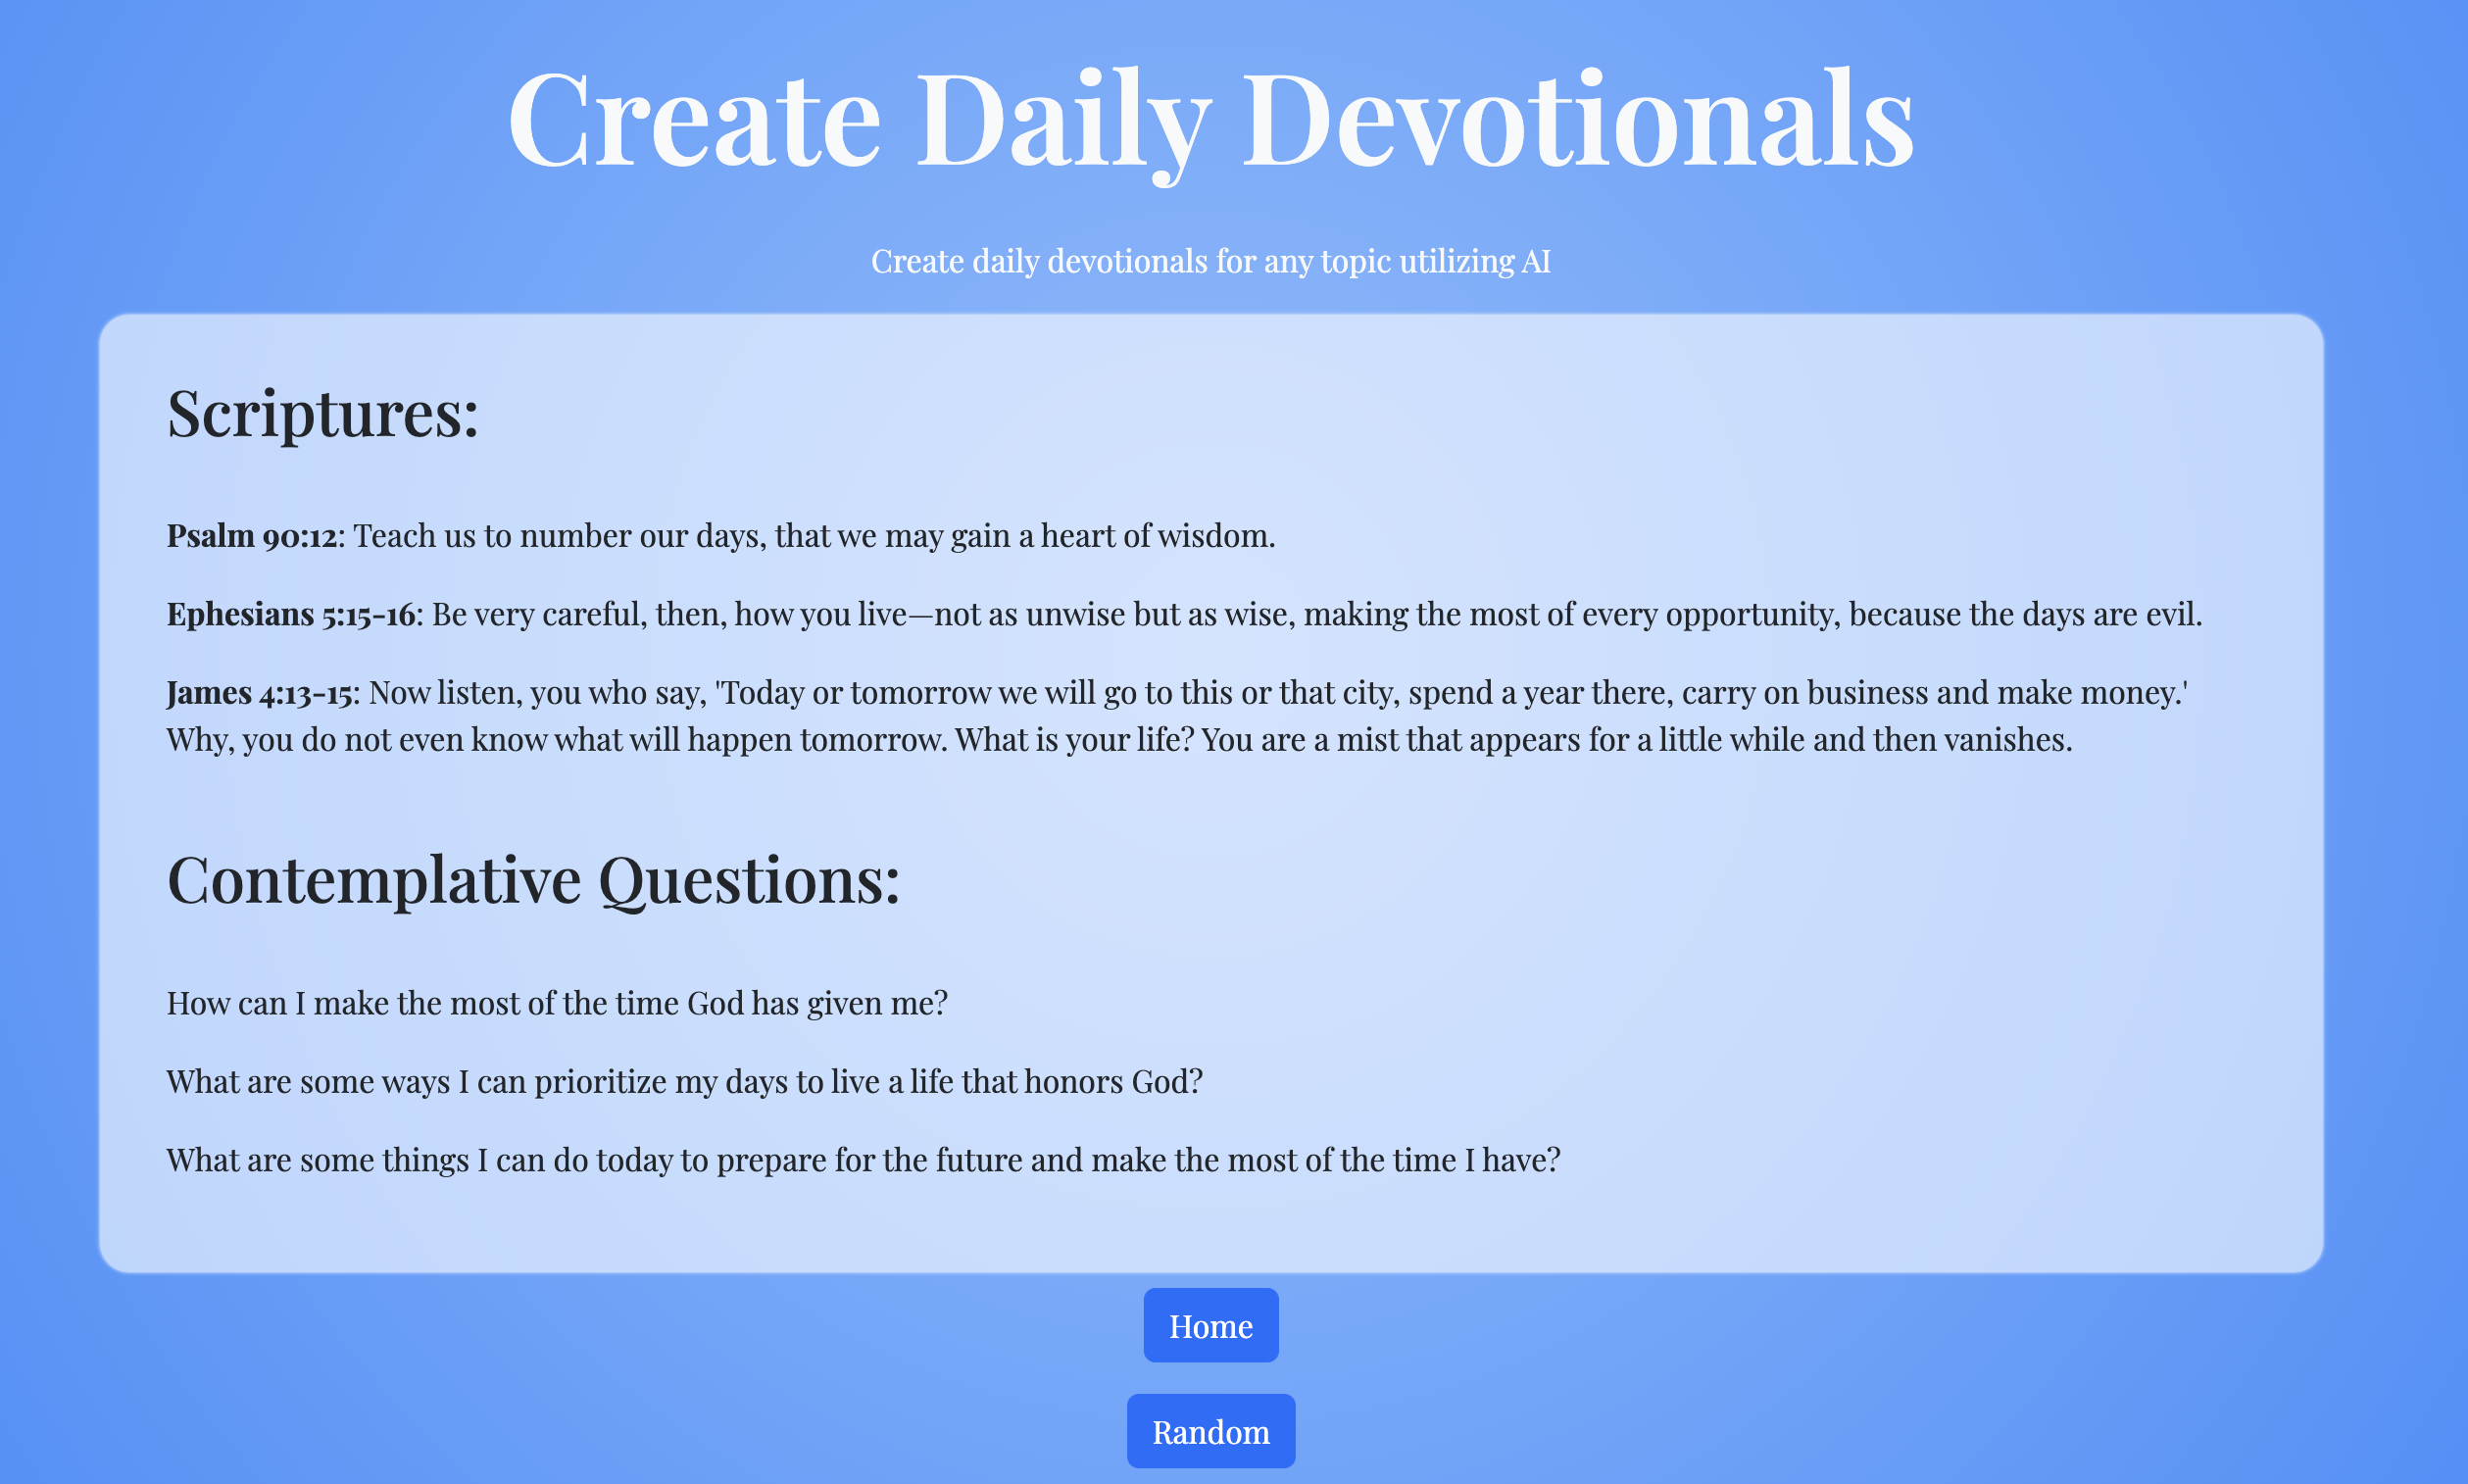 Create Daily Devotionals
Create daily devotionals for any topic utilizing AI
Scriptures:
Psalm 90:12: Teach us to number our days, that we may gain a heart of wisdom.
Ephesians 5:15-16: Be very careful, then, how you live—not as unwise but as wise, making the most of every opportunity, because the days are evil.
James 4:13-15: Now listen, you who say, 'Today or tomorrow we will go to this or that city, spend a year there, carry on business and make money.'
Why, you do not even know what will happen tomorrow. What is your life? You are a mist that appears for a little while and then vanishes.
Contemplative Questions:
How can I make the most of the time God has given me?
What are some ways I can prioritize my days to live a life that honors God?
What are some things I can do today to prepare for the future and make the most of the time I have?
Home
Random